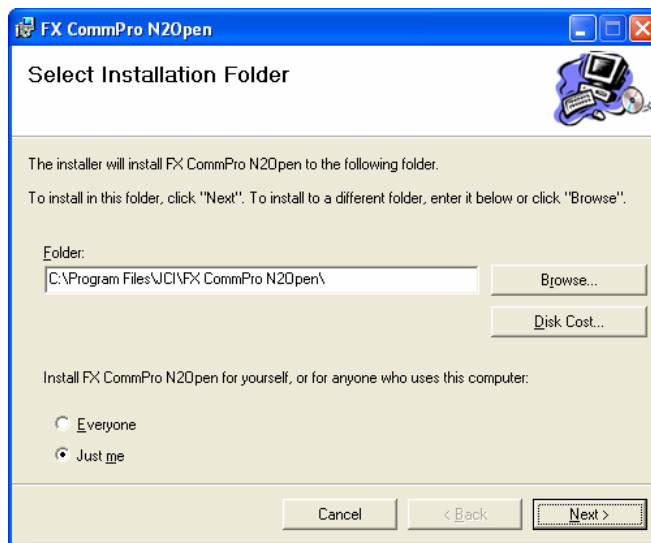 FX CommPro N2Open
Select Installation Folder
The installer will install FX CommPro N2Open to the following folder.
To install in this folder, click "Next". To install to a different folder, enter it below or click "Browse".
Folder:
C:\Program Files\JCI\FX CommPro N2Open\
Browse...
Disk Cost...
Install FX CommPro N2Open for yourself, or for anyone who uses this computer:
Everyone
Just me
Cancel < Back Next >